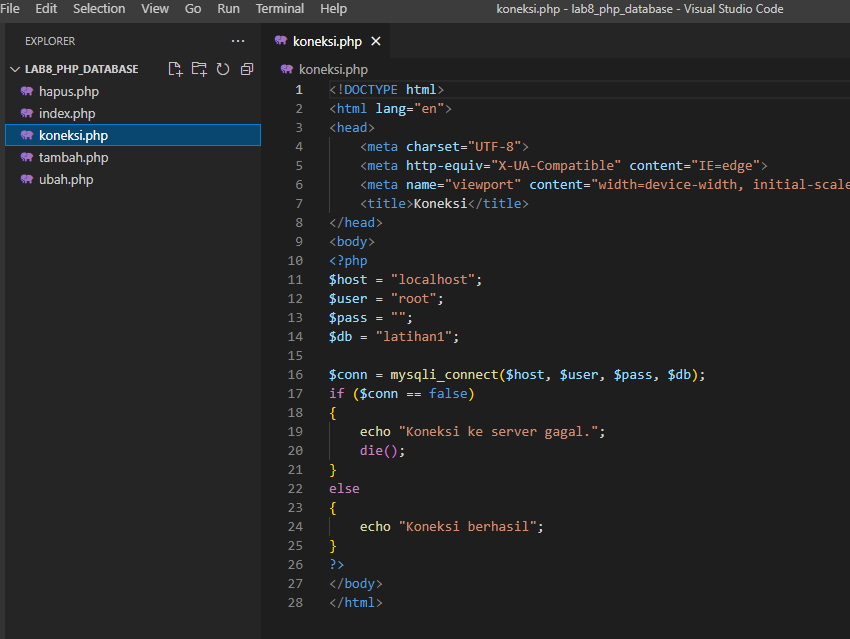 File Edit Selection View Go Run Terminal Help koneksi.php - lab8_php_database - Visual Studio Code
EXPLORER
LAB8_PHP_DATABASE
hapus.php
index.php
koneksi.php
tambah.php
ubah.php
koneksi.php
koneksi.php
1 <!DOCTYPE html>
2 <html lang="en">
3 <head>
4 <meta charset="UTF-8">
5 <meta http-equiv="X-UA-Compatible" content="IE=edge">
6 <meta name="viewport" content="width=device-width, initial-scale
7 <title>Koneksi</title>
8 </head>
9 <body>
10 <?php
11 $host = "localhost";
12 $user = "root";
13 $pass = "";
14 $db = "latihan1";
15
16 $conn = mysqli_connect($host, $user, $pass, $db);
17 if ($conn == false)
18 {
19 echo "Koneksi ke server gagal.";
20 die();
21 }
22 else
23 {
24 echo "Koneksi berhasil";
25 }
26 ?>
27 </body>
28 </html>